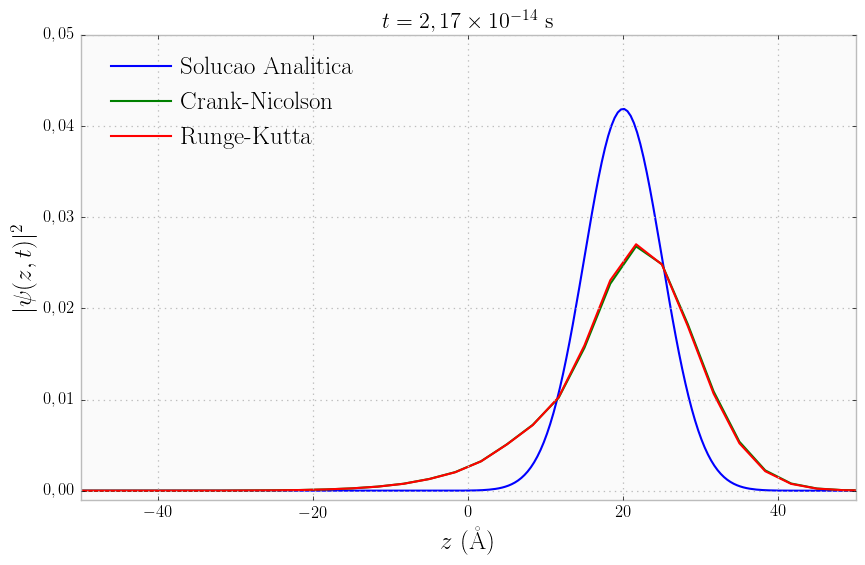 t = 2,17 × 10⁻¹⁴ s
0,05
Solucao Analitica
Crank-Nicolson
Runge-Kutta
0,04
0,03
0,02
0,01
0,00
|ψ(z, t)|²
−40 −20 0 20 40
z (Å)